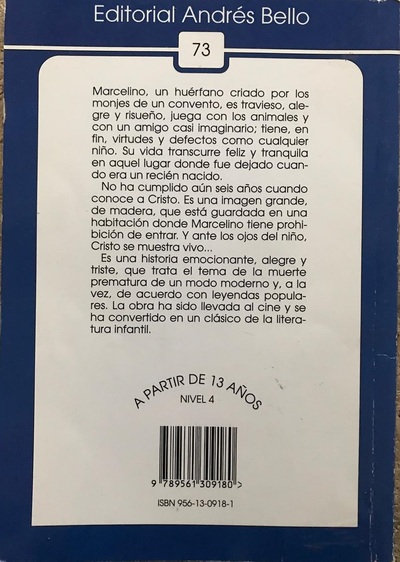 Editorial Andrés Bello
73
Marcelino, un huérfano criado por los
monjes de un convento, es travieso, ale-
gre y risueño, juega con los animales y
con un amigo casi imaginario; tiene, en
fin, virtudes y defectos como cualquier
niño. Su vida transcurre feliz y tranquila
en aquel lugar donde fue dejado cuan-
do era un recién nacido.
No ha cumplido aún seis años cuando
conoce a Cristo. Es una imagen grande,
de madera, que está guardada en una
habitación donde Marcelino tiene prohi-
bición de entrar. Y ante los ojos del niño,
Cristo se muestra vivo...
Es una historia emocionante, alegre y
triste, que trata el tema de la muerte
prematura de un modo moderno y, a la
vez, de acuerdo con leyendas popula-
res. La obra ha sido llevada al cine y se
ha convertido en un clásico de la litera-
tura infantil.
A PARTIR DE 13 AÑOS
NIVEL 4
9 789561 309180 >
ISBN 956-13-0918-1